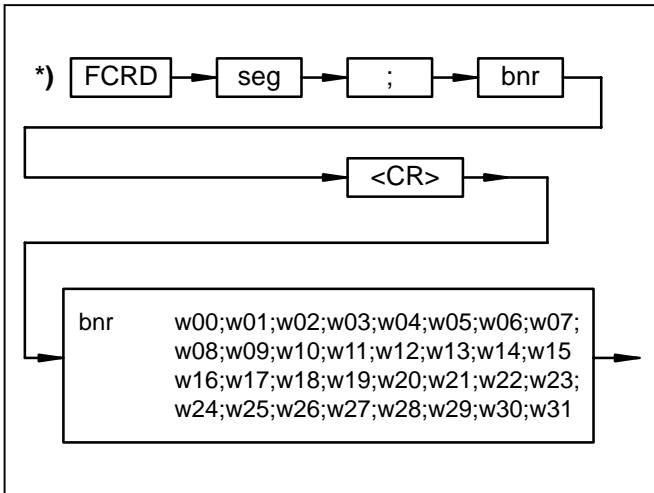 *) FCRD seg ; bnr
<CR>
bnr w00;w01;w02;w03;w04;w05;w06;w07;
w08;w09;w10;w11;w12;w13;w14;w15
w16;w17;w18;w19;w20;w21;w22;w23;
w24;w25;w26;w27;w28;w29;w30;w31